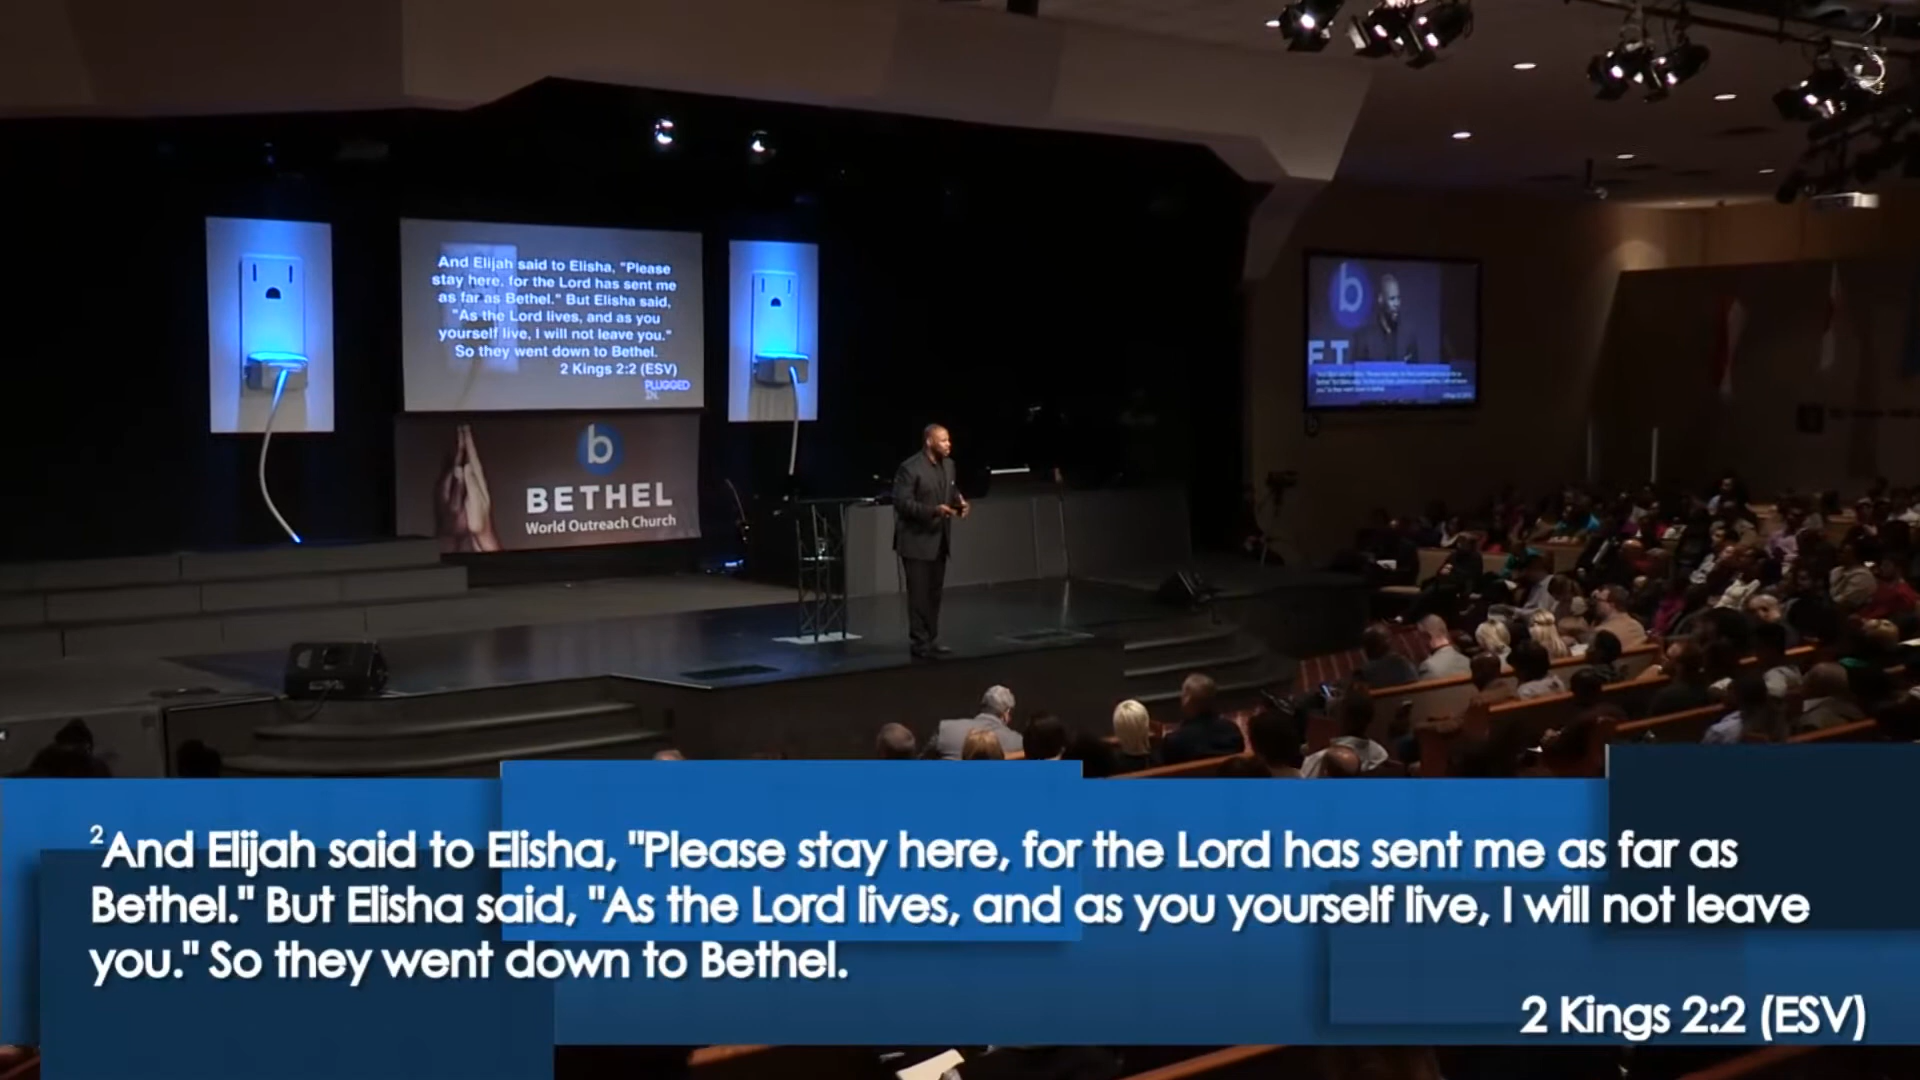 And Elijah said to Elisha, "Please
stay here, for the Lord has sent me
as far as Bethel." But Elisha said,
"As the Lord lives, and as you
yourself live, I will not leave you."
So they went down to Bethel.
2 Kings 2:2 (ESV)
PLUGGED
IN.
b
BETHEL
World Outreach Church
b
ET
2And Elijah said to Elisha, "Please stay here, for the Lord has sent me as far as
Bethel." But Elisha said, "As the Lord lives, and as you yourself live, I will not leave
you." So they went down to Bethel.
2 Kings 2:2 (ESV)